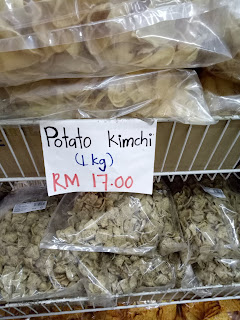 Potato Kimchi
(1 kg)
RM 17.00